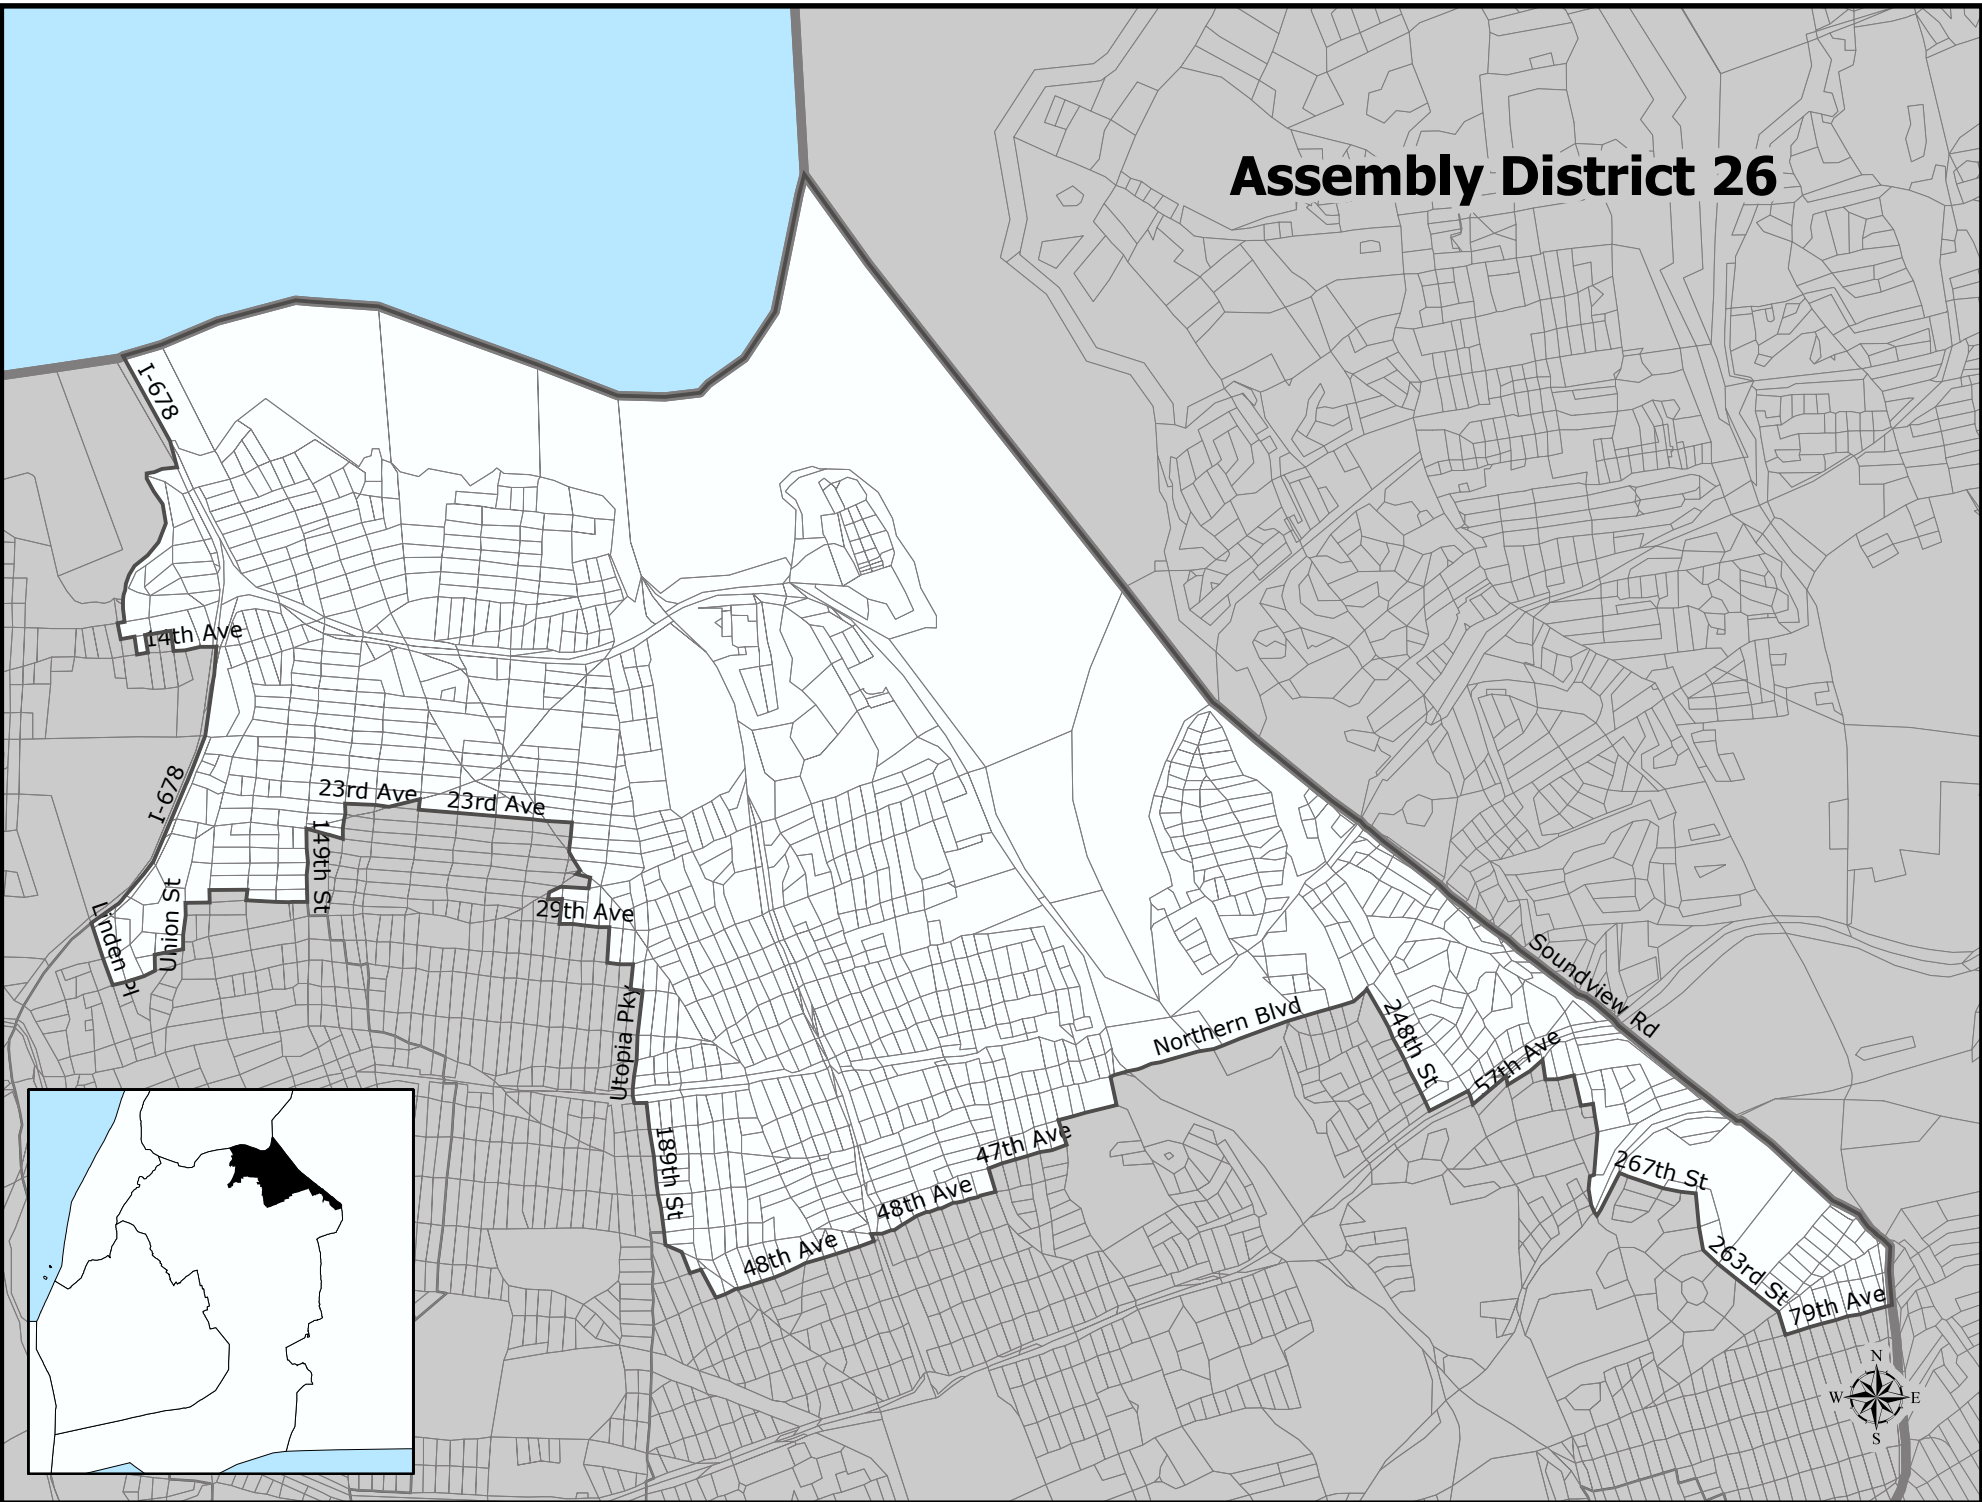 Assembly District 26
I-678
14th Ave
I-678
23rd Ave
23rd Ave
149th St
Union St
Linden Pl
29th Ave
Utopia Pky
189th St
48th Ave
48th Ave
47th Ave
Northern Blvd
248th St
57th Ave
Soundview Rd
267th St
263rd St
79th Ave
N
W
E
S